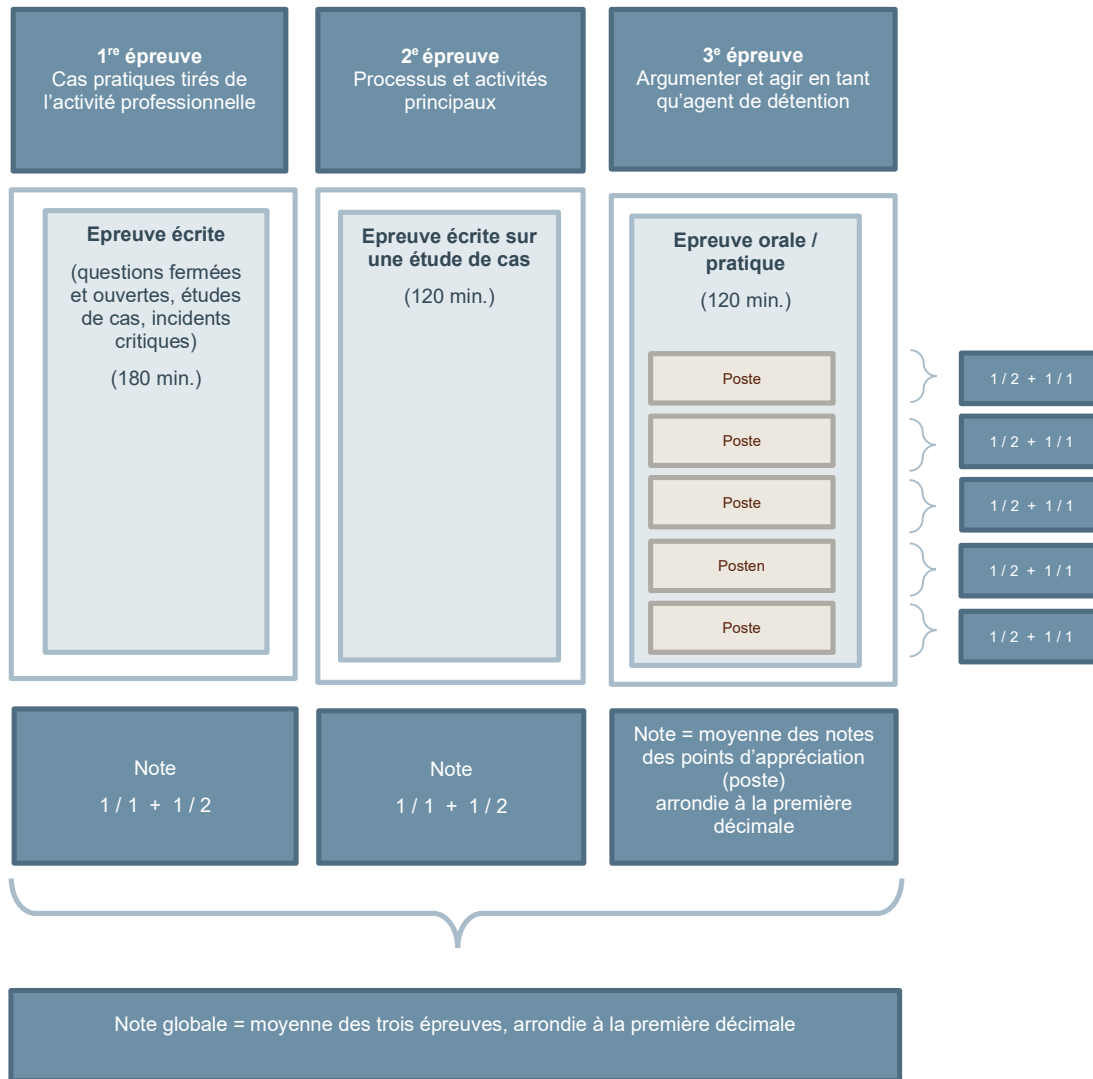 1re épreuve
Cas pratiques tirés de
l'activité professionnelle
2e épreuve
Processus et activités
principaux
3e épreuve
Argumenter et agir en tant
qu'agent de détention
Epreuve écrite
(questions fermées
et ouvertes, études
de cas, incidents
critiques)
(180 min.)
Epreuve écrite sur
une étude de cas
(120 min.)
Epreuve orale /
pratique
(120 min.)
Poste
1 / 2 + 1 / 1
Poste
1 / 2 + 1 / 1
Poste
1 / 2 + 1 / 1
Posten
1 / 2 + 1 / 1
Poste
1 / 2 + 1 / 1
Note
1 / 1 + 1 / 2
Note
1 / 1 + 1 / 2
Note = moyenne des notes
des points d'appréciation
(poste)
arrondie à la première
décimale
Note globale = moyenne des trois épreuves, arrondie à la première décimale